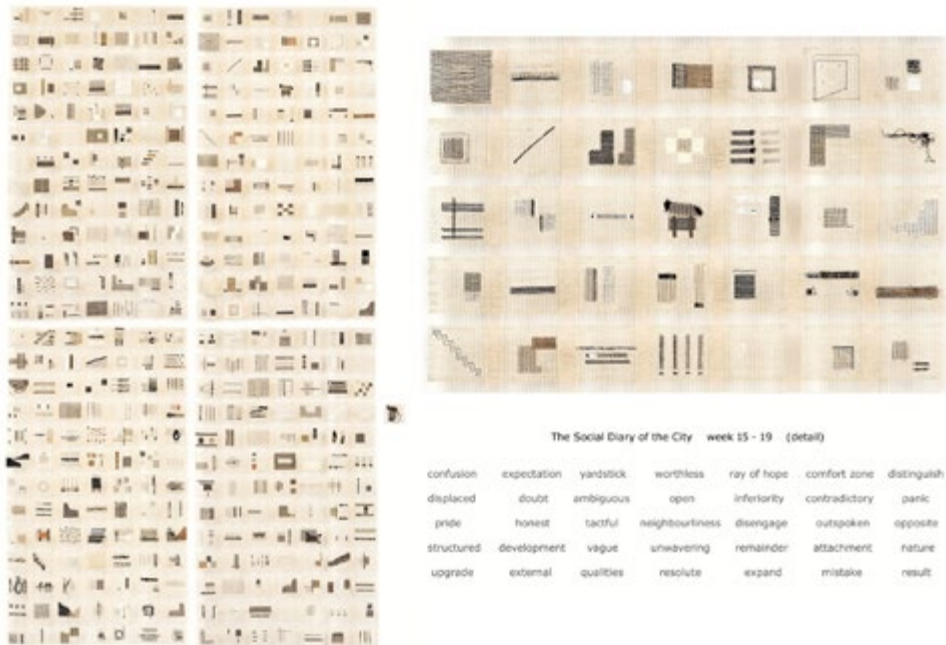 The Social Diary of the City week 15 - 19 (detail)
confusion expectation yardstick worthless ray of hope comfort zone distinguish
displaced doubt ambiguous open inferiority contradictory panic
pride honest tactful neighbourliness disengage outspoken opposite
structured development vague unwavering remainder attachment nature
upgrade external qualities resolute expand mistake result